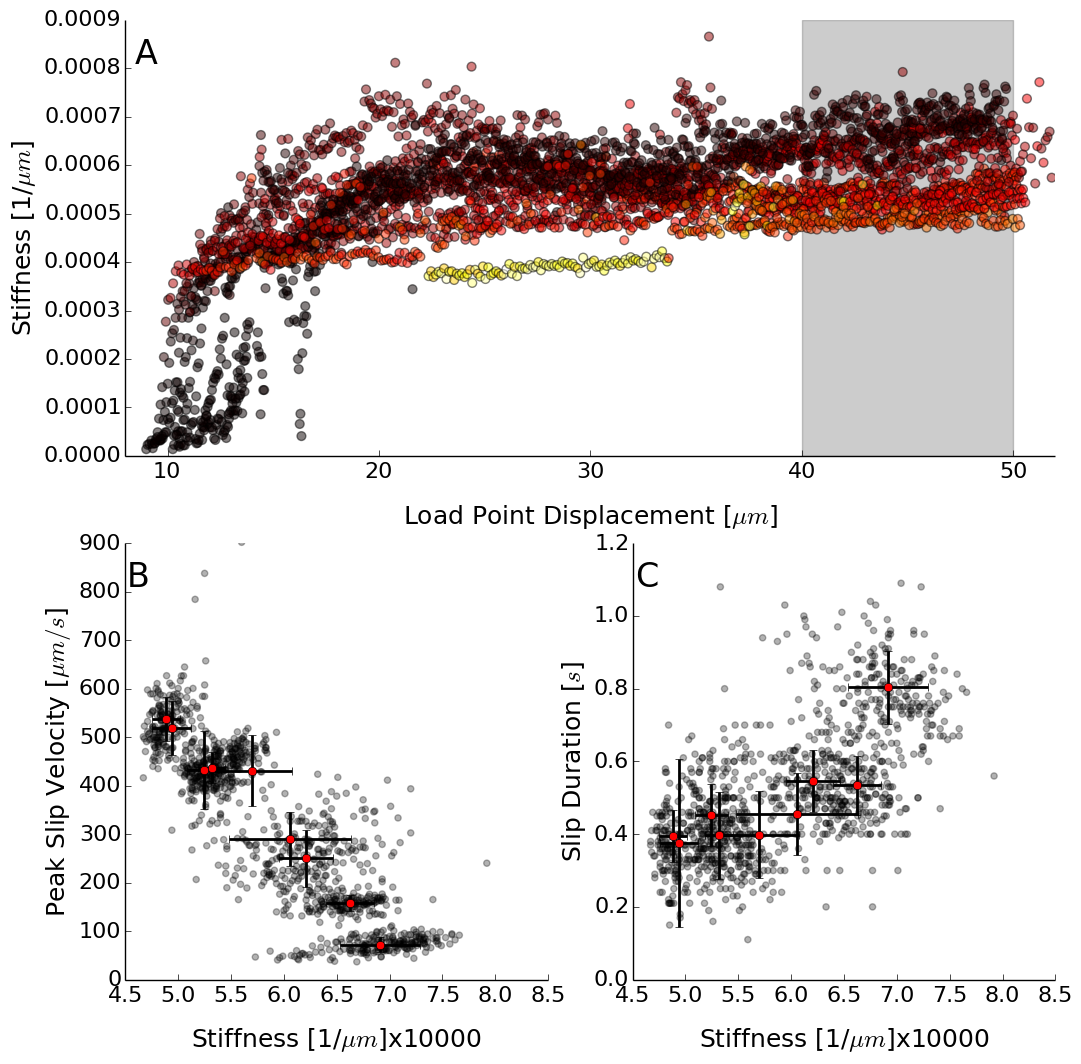 A
0.0009
0.0008
0.0007
0.0006
0.0005
0.0004
0.0003
0.0002
0.0001
0.0000
Stiffness [1/μm]
10 20 30 40 50
Load Point Displacement [μm]
B
900
800
700
600
500
400
300
200
100
0
Peak Slip Velocity [μm/s]
4.5 5.0 5.5 6.0 6.5 7.0 7.5 8.0 8.5
Stiffness [1/μm]x10000
C
1.2
1.0
0.8
0.6
0.4
0.2
0.0
Slip Duration [s]
4.5 5.0 5.5 6.0 6.5 7.0 7.5 8.0 8.5
Stiffness [1/μm]x10000